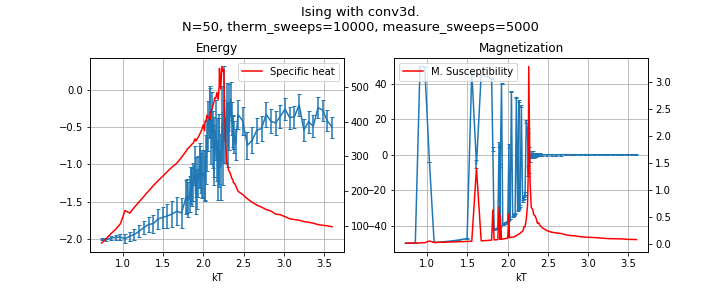 Ising with conv3d.
N=50, therm_sweeps=10000, measure_sweeps=5000
Energy
Magnetization
Specific heat
M. Susceptibility
0.0
−0.5
−1.0
−1.5
−2.0
500
400
300
200
100
40
20
0
−20
−40
3.0
2.5
2.0
1.5
1.0
0.5
0.0
1.0 1.5 2.0 2.5 3.0 3.5
1.0 1.5 2.0 2.5 3.0 3.5
kT
kT